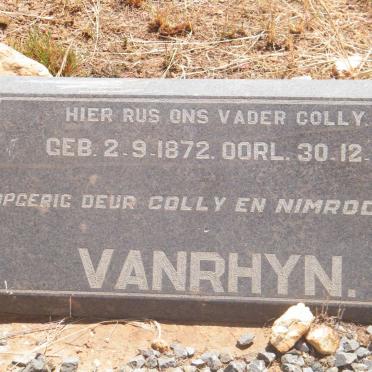 HIER RUS ONS VADER COLLY.
GEB. 2-9-1872. OORL. 30-12-
OPGERIG DEUR COLLY EN NIMROD
VANRHYN.